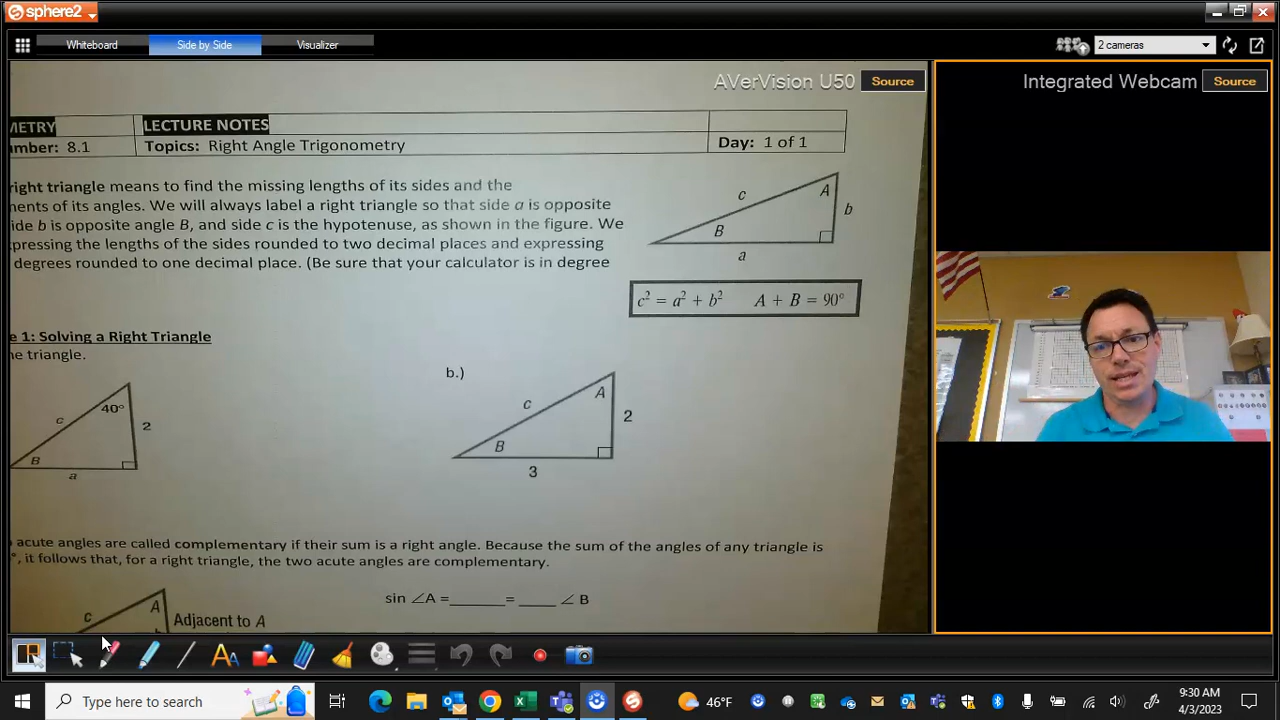 sphere2
Whiteboard
Side by Side
Visualizer
2 cameras
AVerVision U50
Source
Integrated Webcam
Source
METRY
LECTURE NOTES
umber: 8.1
Topics: Right Angle Trigonometry
Day: 1 of 1
right triangle means to find the missing lengths of its sides and the
nents of its angles. We will always label a right triangle so that side a is opposite
ide b is opposite angle B, and side c is the hypotenuse, as shown in the figure. We
xpressing the lengths of the sides rounded to two decimal places and expressing
degrees rounded to one decimal place. (Be sure that your calculator is in degree
c
A
b
B
a
c² = a² + b² A + B = 90°
e 1: Solving a Right Triangle
he triangle.
40°
c
2
B
a
b.)
c
A
2
B
3
acute angles are called complementary if their sum is a right angle. Because the sum of the angles of any triangle is
°, it follows that, for a right triangle, the two acute angles are complementary.
c
A
Adjacent to A
sin ∠A =______= ____ ∠ B
Type here to search
46°F
9:30 AM
4/3/2023